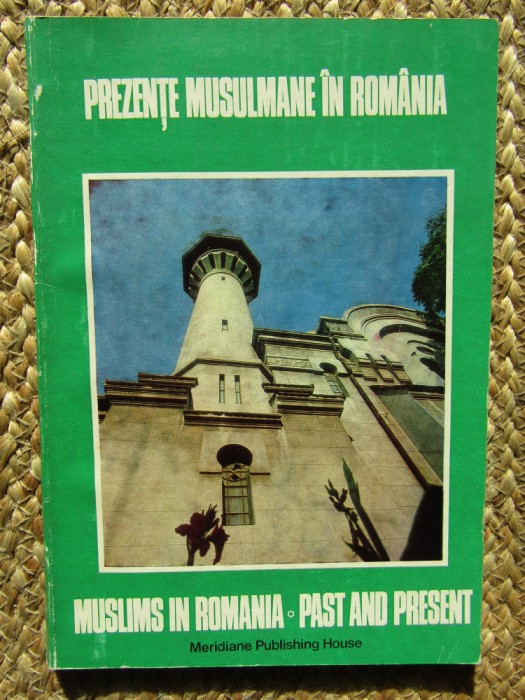 PREZENȚE MUSULMANE ÎN ROMÂNIA
MUSLIMS IN ROMANIA ◦ PAST AND PRESENT
Meridiane Publishing House